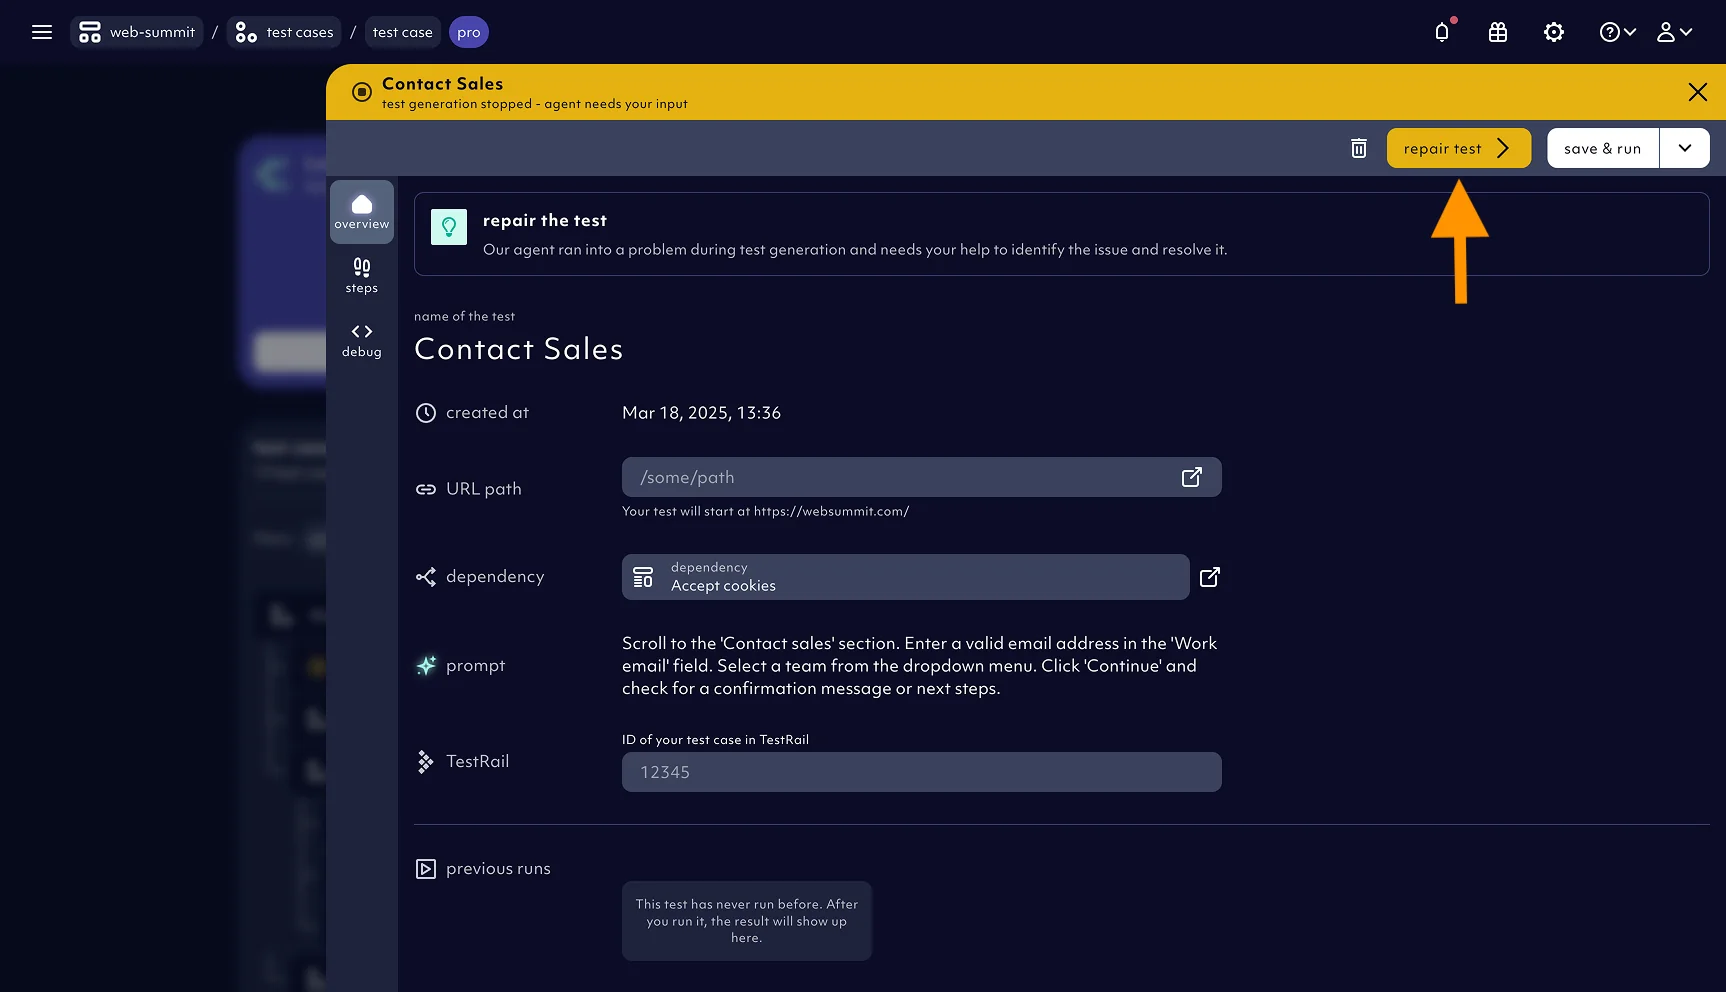 web-summit / test cases / test case pro
Contact Sales
test generation stopped - agent needs your input
repair test
save & run
overview
steps
debug
repair the test
Our agent ran into a problem during test generation and needs your help to identify the issue and resolve it.
name of the test
Contact Sales
created at
Mar 18, 2025, 13:36
URL path
/some/path
Your test will start at https://websummit.com/
dependency
dependency
Accept cookies
prompt
Scroll to the 'Contact sales' section. Enter a valid email address in the 'Work
email' field. Select a team from the dropdown menu. Click 'Continue' and
check for a confirmation message or next steps.
TestRail
ID of your test case in TestRail
12345
previous runs
This test has never run before. After
you run it, the result will show up
here.